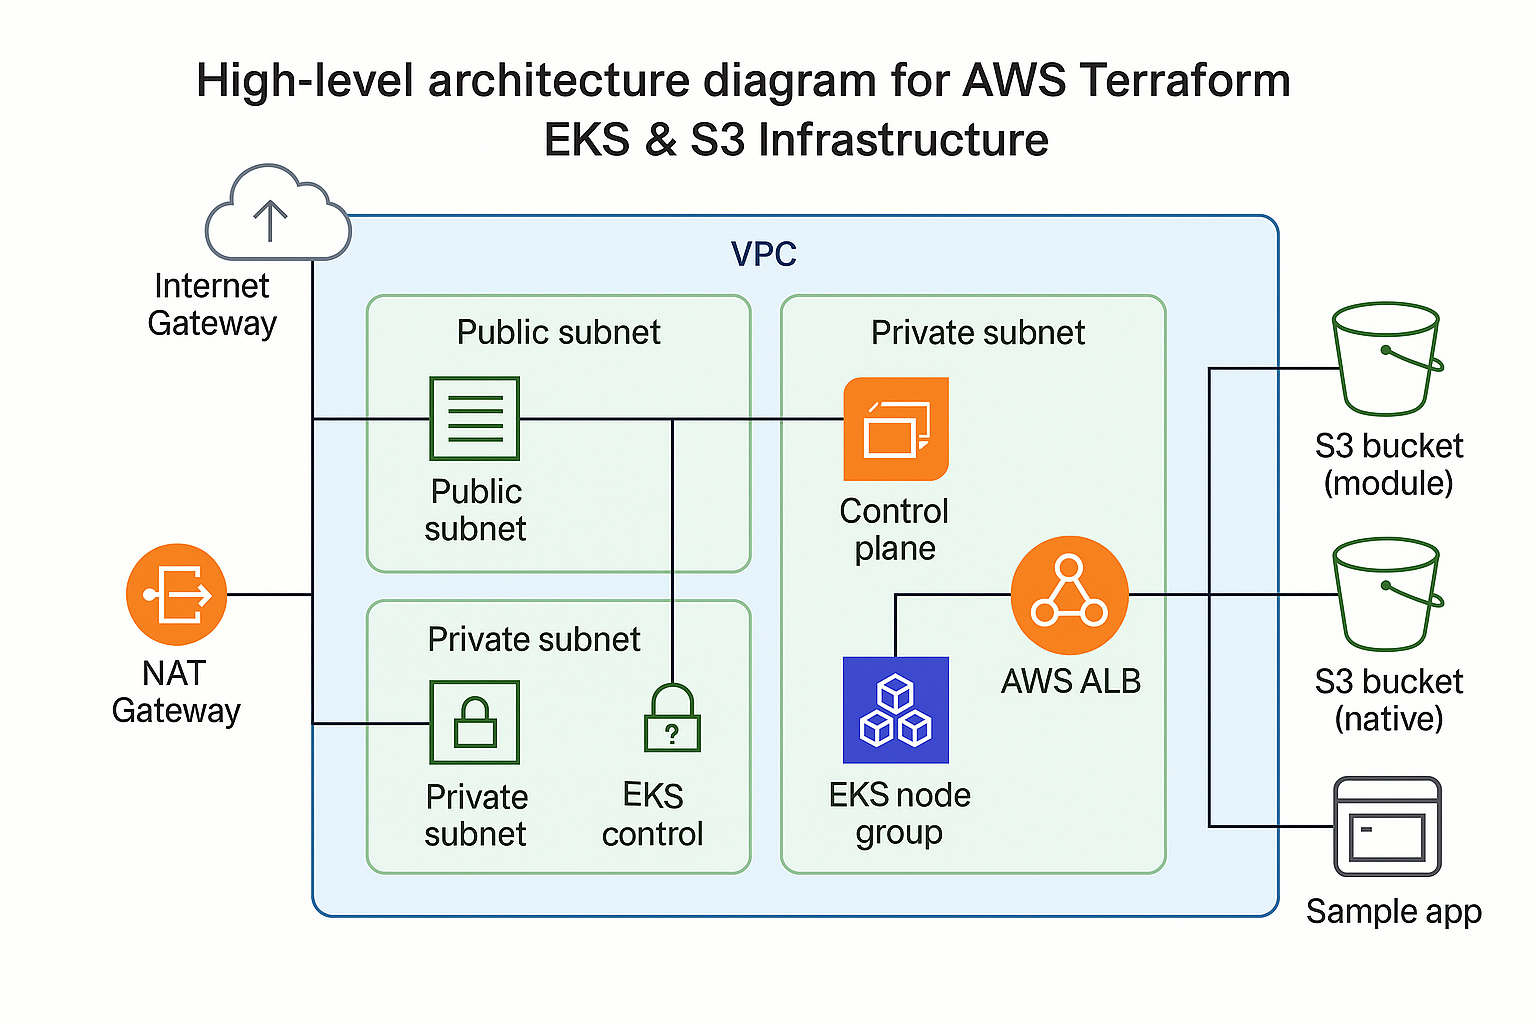 High-level architecture diagram for AWS Terraform
EKS & S3 Infrastructure
Internet
Gateway
VPC
Public subnet
Public
subnet
Private subnet
Control
plane
AWS ALB
EKS node
group
NAT
Gateway
Private subnet
Private
subnet
?
EKS
control
S3 bucket
(module)
S3 bucket
(native)
Sample app